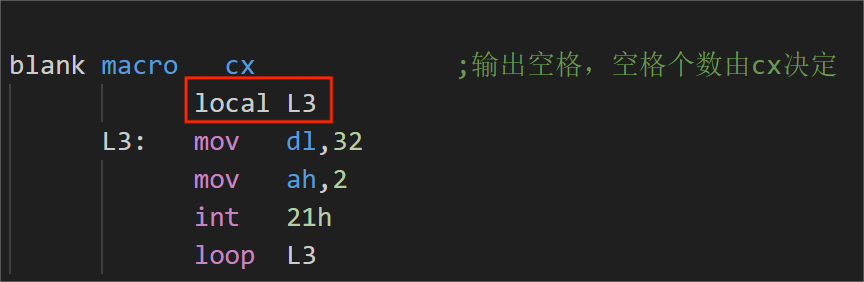 blank macro   cx               ;输出空格，空格个数由cx决定
            local L3
      L3:   mov   dl,32
            mov   ah,2
            int   21h
            loop  L3